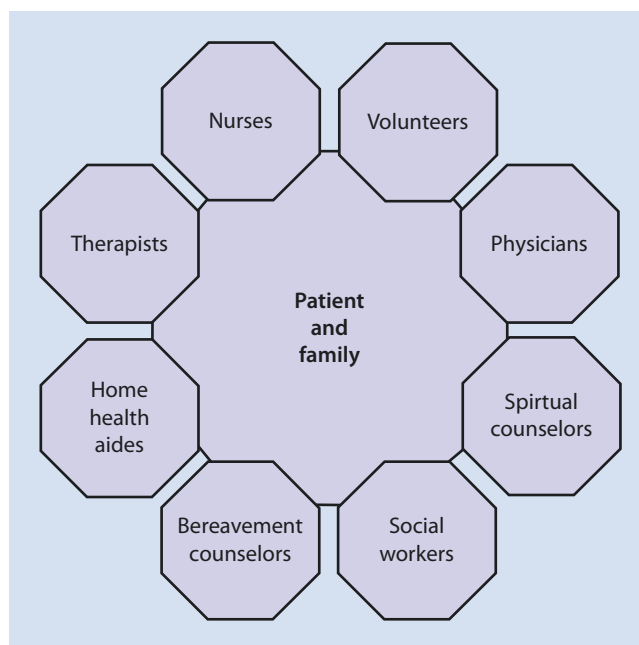 Nurses
Volunteers
Therapists
Physicians
Patient
and
family
Home
health
aides
Spirtual
counselors
Bereavement
counselors
Social
workers